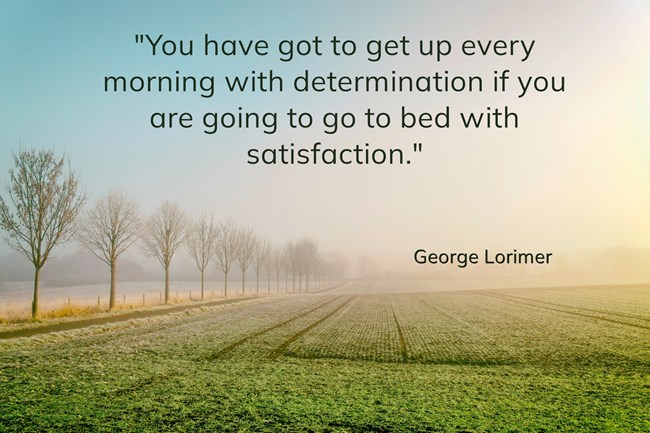 "You have got to get up every
morning with determination if you
are going to go to bed with
satisfaction."
George Lorimer